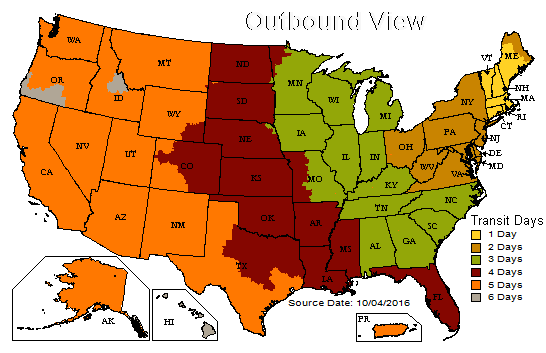 Outbound View
WA
MT
ND
MN
VT
ME
OR
ID
SD
WI
MI
NY
NH
MA
RI
CT
WY
NE
IA
PA
NJ
NV
UT
CO
IL
IN
OH
WV
VA
DE
MD
CA
KS
MO
KY
NC
AZ
NM
OK
AR
TN
SC
TX
LA
MS
AL
GA
FL
Transit Days
1 Day
2 Days
3 Days
4 Days
5 Days
6 Days
Source Date: 10/04/2016
AK
HI
PR